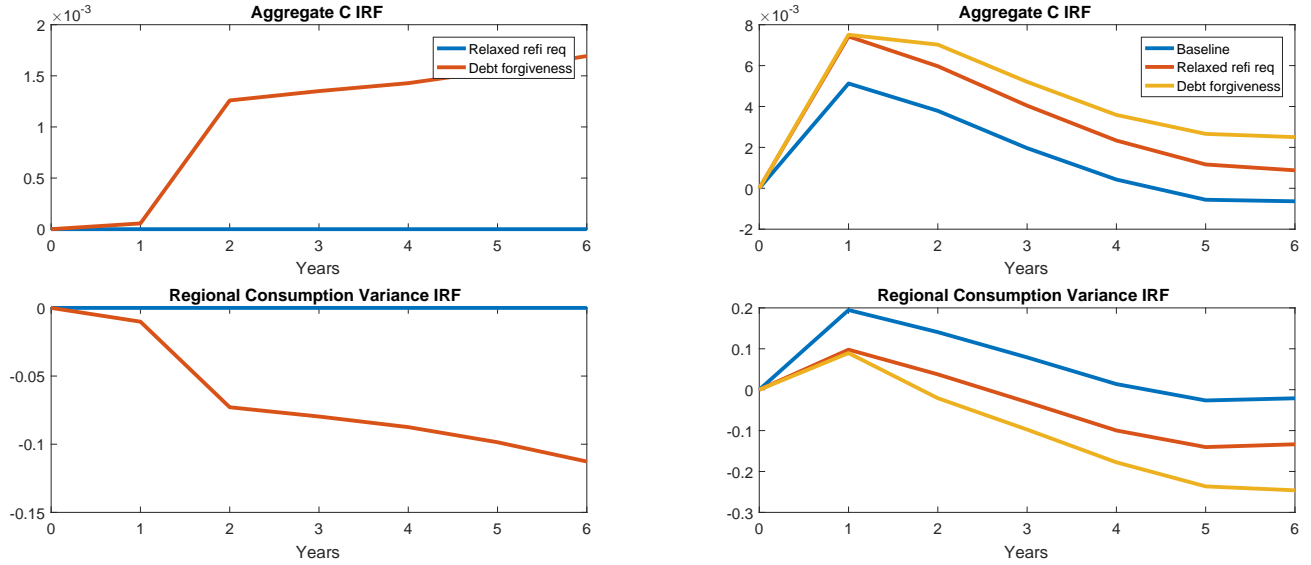 Aggregate C IRF
×10⁻³
2
1.5
1
0.5
0
Relaxed refi req
Debt forgiveness
0 1 2 3 4 5 6
Years
Aggregate C IRF
×10⁻³
8
6
4
2
0
-2
Baseline
Relaxed refi req
Debt forgiveness
0 1 2 3 4 5 6
Years
Regional Consumption Variance IRF
0
-0.05
-0.1
-0.15
0 1 2 3 4 5 6
Years
Regional Consumption Variance IRF
0.2
0.1
0
-0.1
-0.2
-0.3
0 1 2 3 4 5 6
Years